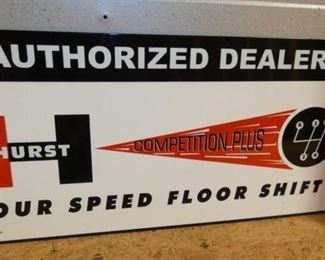 AUTHORIZED DEALER
HURST
COMPETITION PLUS
OUR SPEED FLOOR SHIFT